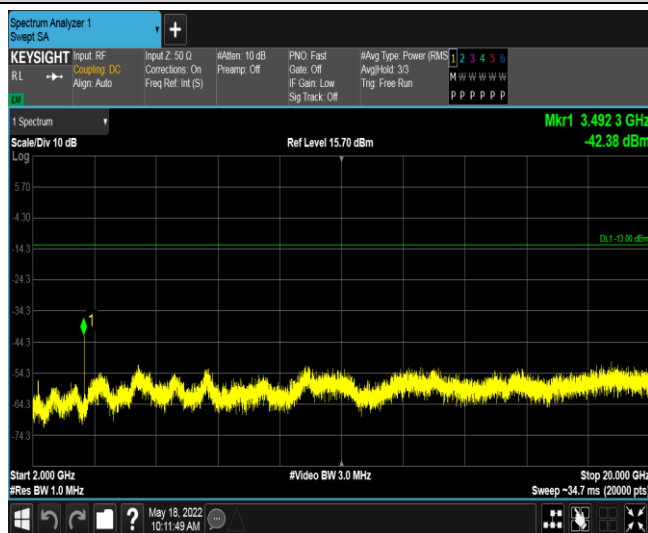 Spectrum Analyzer 1
Swept SA
+
KEYSIGHT
RL
Input: RF
Coupling: DC
Align: Auto
Input Z: 50 Ω
Corrections: On
Freq Ref: Int (S)
#Atten: 10 dB
Preamp: Off
PNO: Fast
Gate: Off
IF Gain: Low
Sig Track: Off
#Avg Type: Power (RMS
Avg|Hold: 3/3
Trig: Free Run
1 2 3 4 5 6
M W W W W W
P P P P P P
1 Spectrum
Mkr1 3.492 3 GHz
Scale/Div 10 dB
Ref Level 15.70 dBm
-42.38 dBm
Log
5.70
-4.30
DL1 -13.00 dBm
-14.3
-24.3
-34.3
1
-44.3
-54.3
-64.3
-74.3
Start 2.000 GHz
#Video BW 3.0 MHz
Stop 20.000 GHz
#Res BW 1.0 MHz
Sweep ~34.7 ms (20000 pts)
?
May 18, 2022
10:11:49 AM